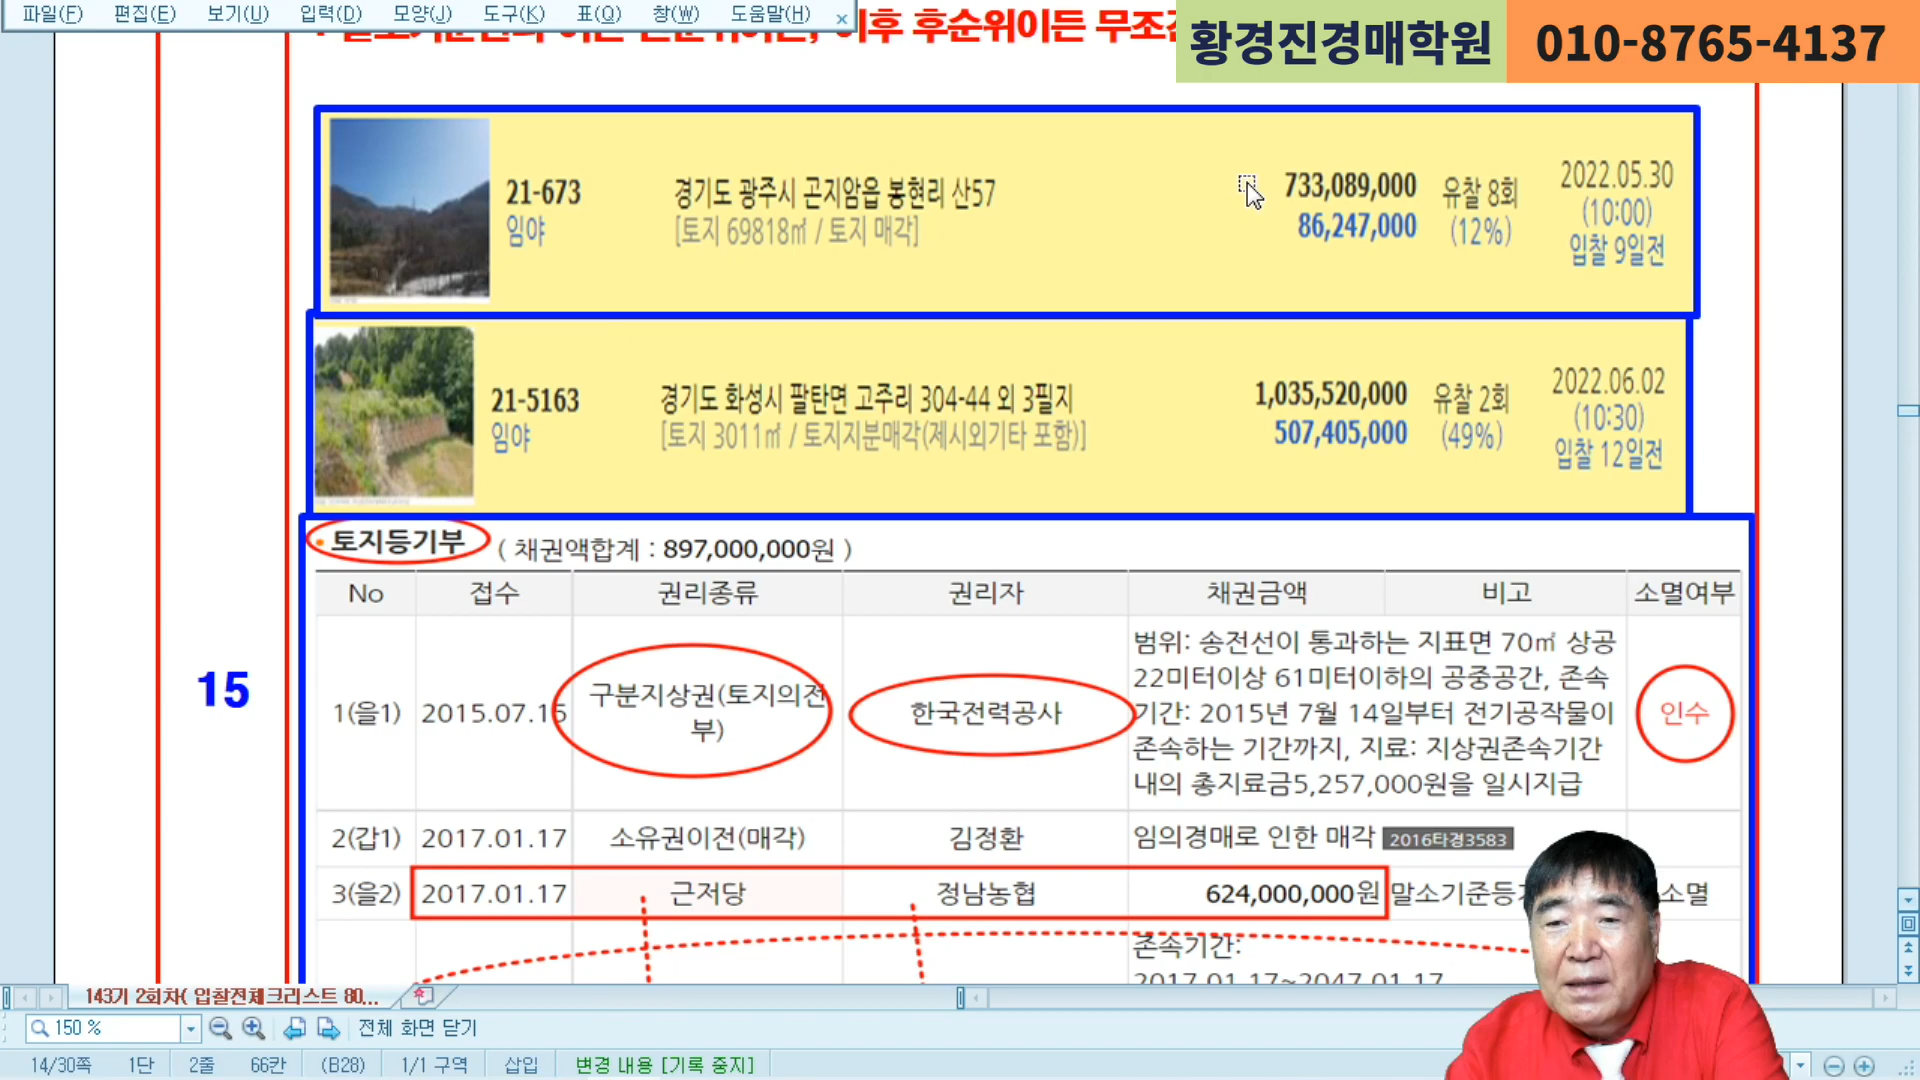 파일(F) 편집(E) 보기(U) 입력(D) 모양(J) 도구(K) 표(Q) 창(W) 도움말(H)
후순위이든 무조건
황경진경매학원 010-8765-4137
21-673
임야
경기도 광주시 곤지암읍 봉현리 산57
[토지 69818㎡ / 토지 매각]
733,089,000
86,247,000
유찰 8회
(12%)
2022.05.30
(10:00)
입찰 9일전
21-5163
임야
경기도 화성시 팔탄면 고주리 304-44 외 3필지
[토지 3011㎡ / 토지지분매각(제시외기타 포함)]
1,035,520,000
507,405,000
유찰 2회
(49%)
2022.06.02
(10:30)
입찰 12일전
토지등기부 ( 채권액합계 : 897,000,000원 )
No 접수 권리종류 권리자 채권금액 비고 소멸여부
15
1(을1) 2015.07.15
구분지상권(토지의전
부)
한국전력공사
범위: 송전선이 통과하는 지표면 70㎡ 상공
22미터이상 61미터이하의 공중공간, 존속
기간: 2015년 7월 14일부터 전기공작물이
존속하는 기간까지, 지료: 지상권존속기간
내의 총지료금5,257,000원을 일시지급
인수
2(갑1) 2017.01.17 소유권이전(매각) 김정환 임의경매로 인한 매각 2016타경3583
3(을2) 2017.01.17 근저당 정남농협 624,000,000원 말소기준등 소멸
존속기간:
2017.01.17~2047.01.17
143기 2회차( 입찰전체크리스트 80...
150 % 전체 화면 닫기
14/30쪽 1단 2줄 66칸 (B28) 1/1 구역 삽입 변경 내용 [기록 중지]